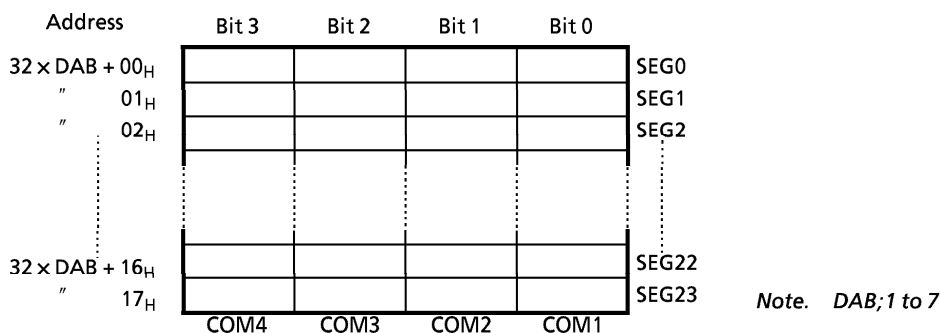 Address Bit 3 Bit 2 Bit 1 Bit 0
32 × DAB + 00H SEG0
" 01H SEG1
" 02H SEG2
32 × DAB + 16H SEG22
" 17H SEG23
COM4 COM3 COM2 COM1
Note. DAB; 1 to 7